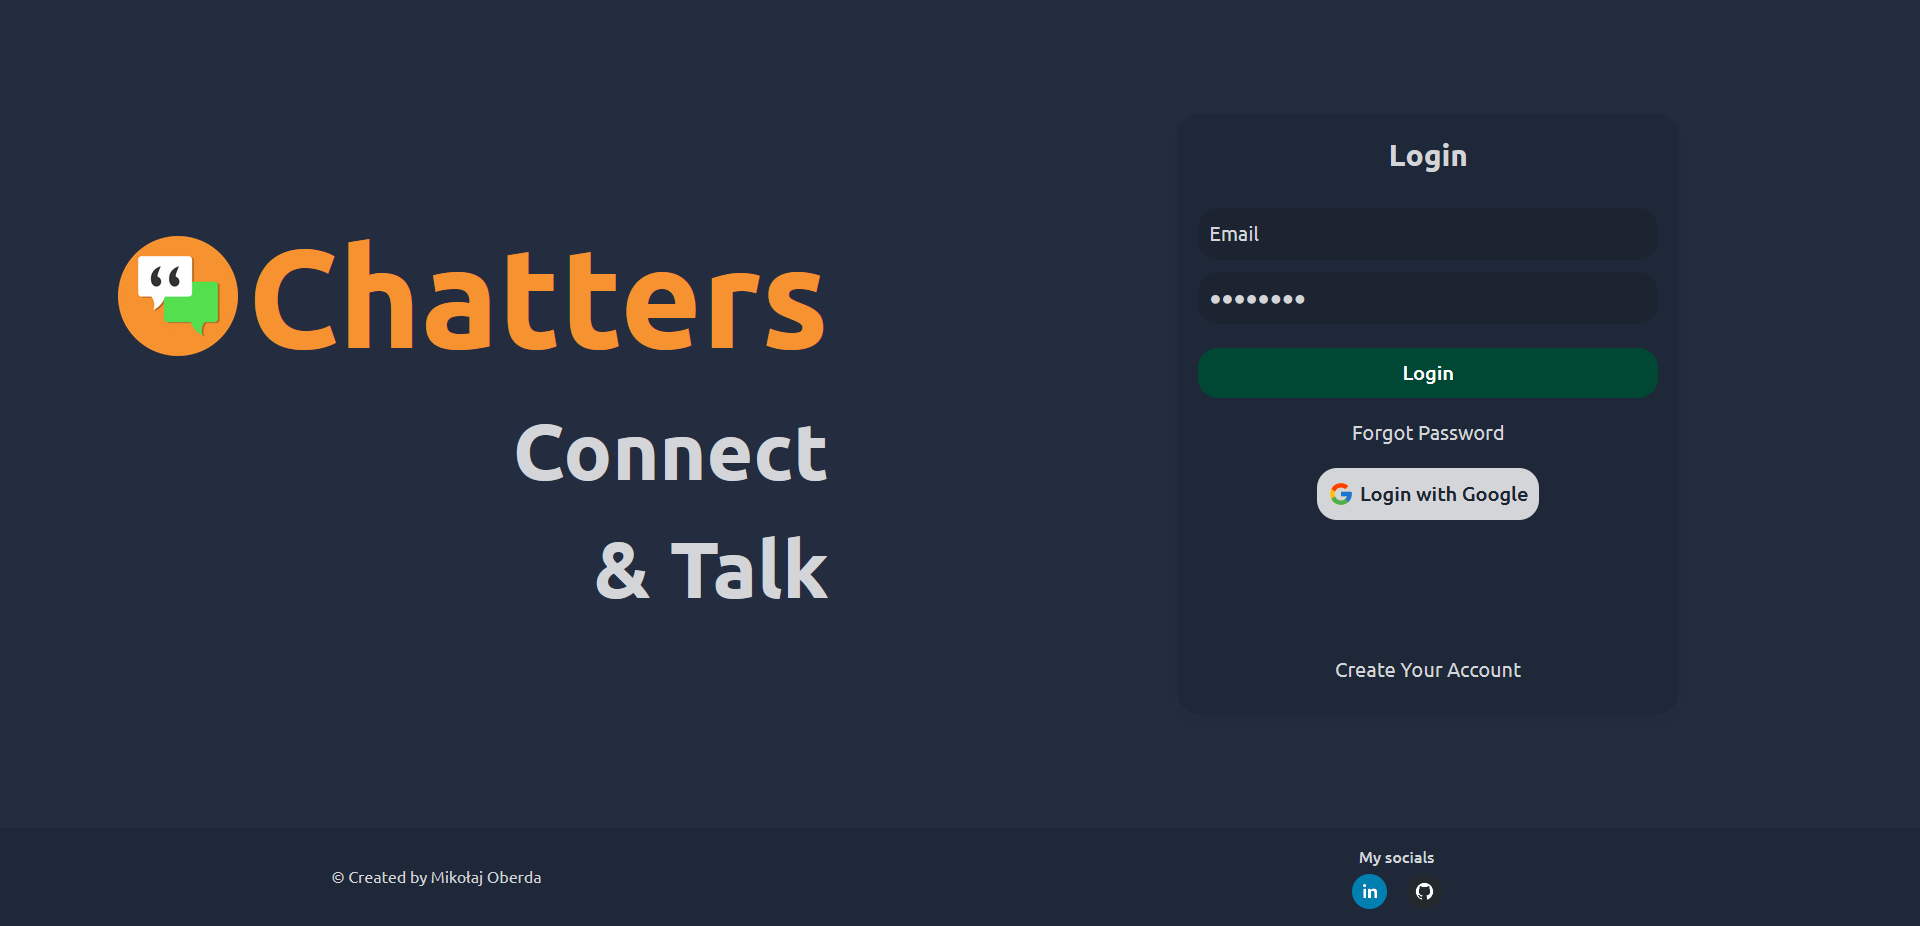 Chatters
Connect
& Talk
Login
Email
••••••••
Login
Forgot Password
Login with Google
Create Your Account
© Created by Mikołaj Oberda
My socials
in